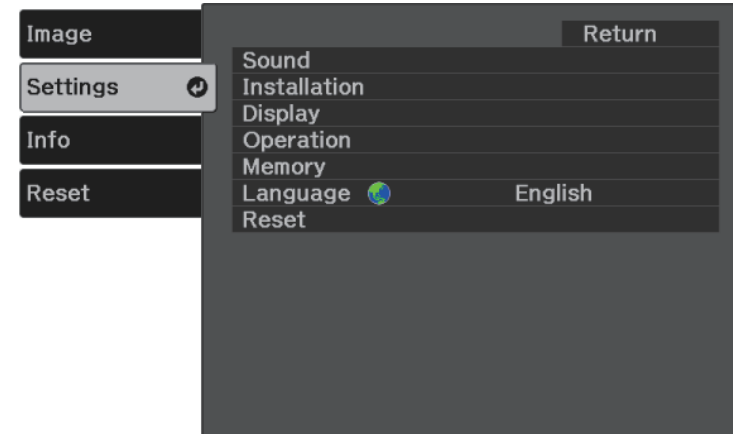 Image
Settings
Info
Reset
Return
Sound
Installation
Display
Operation
Memory
Language English
Reset